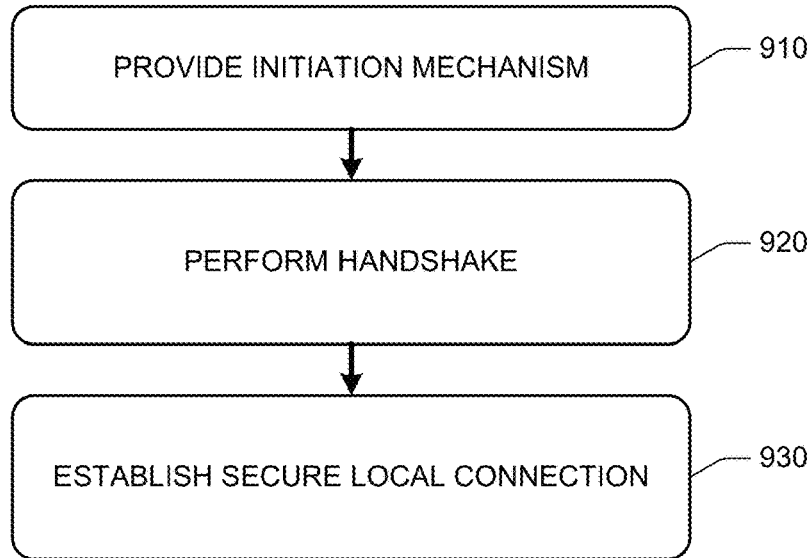 PROVIDE INITIATION MECHANISM
910
PERFORM HANDSHAKE
920
ESTABLISH SECURE LOCAL CONNECTION
930